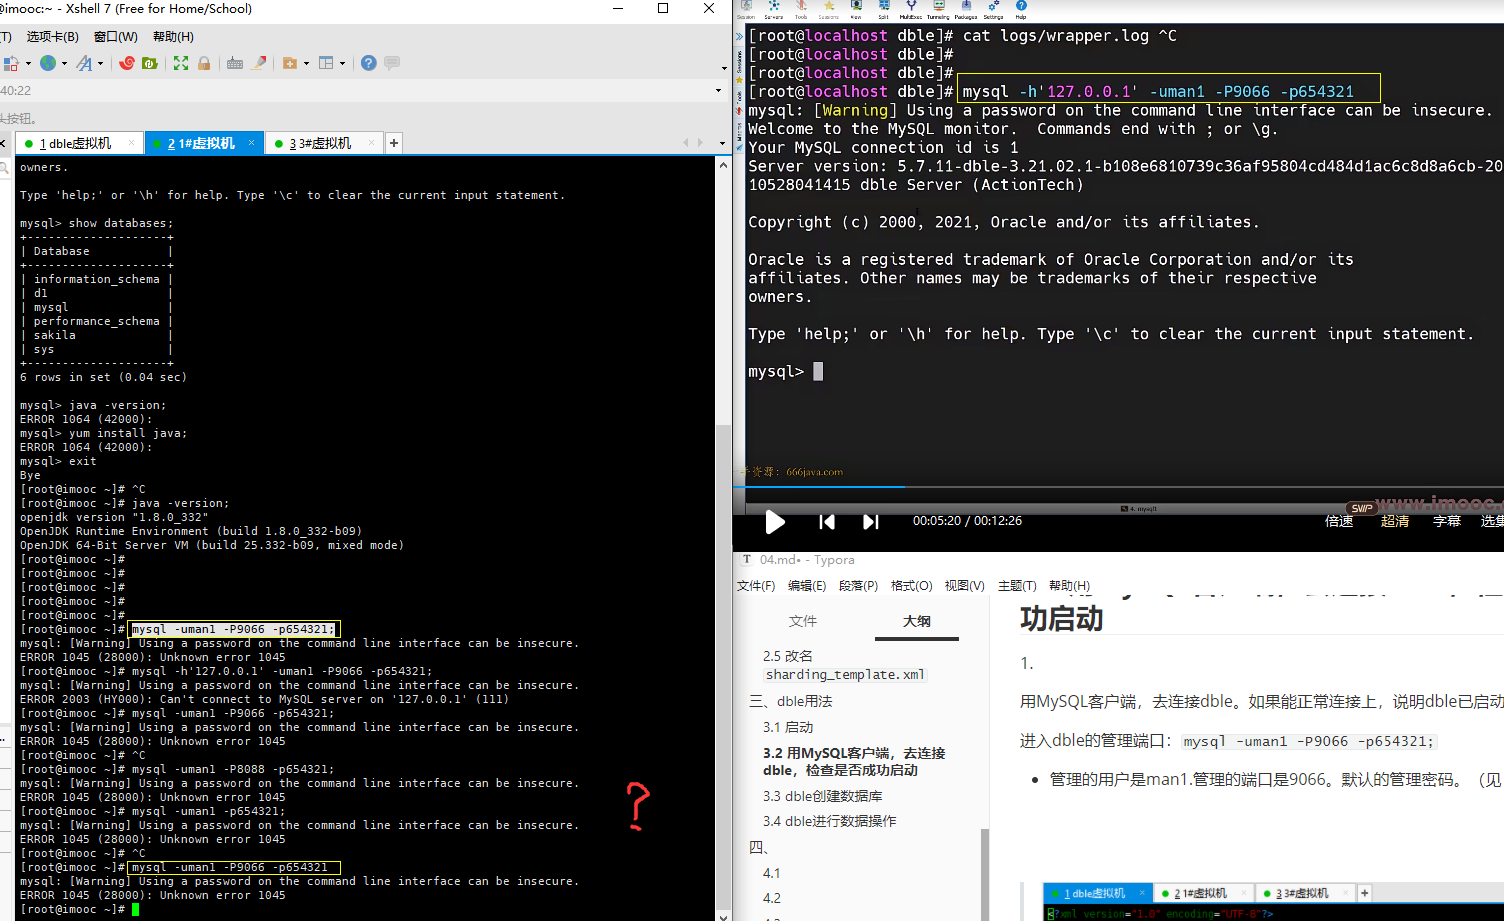 @imooc:~ - Xshell 7 (Free for Home/School)
T) 选项卡(B) 窗口(W) 帮助(H)
40:22
头按钮。
1 dble虚拟机 × 2 1#虚拟机 × 3 3#虚拟机 × +
owners.
Type 'help;' or '\h' for help. Type '\c' to clear the current input statement.
mysql> show databases;
+--------------------+
| Database |
+--------------------+
| information_schema |
| d1 |
| mysql |
| performance_schema |
| sakila |
| sys |
+--------------------+
6 rows in set (0.04 sec)
mysql> java -version;
ERROR 1064 (42000):
mysql> yum install java;
ERROR 1064 (42000):
mysql> exit
Bye
[root@imooc ~]# ^C
[root@imooc ~]# java -version;
openjdk version "1.8.0_332"
OpenJDK Runtime Environment (build 1.8.0_332-b09)
OpenJDK 64-Bit Server VM (build 25.332-b09, mixed mode)
[root@imooc ~]#
[root@imooc ~]#
[root@imooc ~]#
[root@imooc ~]#
[root@imooc ~]#
[root@imooc ~]# mysql -uman1 -P9066 -p654321;
mysql: [Warning] Using a password on the command line interface can be insecure.
ERROR 1045 (28000): Unknown error 1045
[root@imooc ~]# mysql -h'127.0.0.1' -uman1 -P9066 -p654321;
mysql: [Warning] Using a password on the command line interface can be insecure.
ERROR 2003 (HY000): Can't connect to MySQL server on '127.0.0.1' (111)
[root@imooc ~]# mysql -uman1 -P9066 -p654321;
mysql: [Warning] Using a password on the command line interface can be insecure.
ERROR 1045 (28000): Unknown error 1045
[root@imooc ~]# ^C
[root@imooc ~]# mysql -uman1 -P8088 -p654321;
mysql: [Warning] Using a password on the command line interface can be insecure.
ERROR 1045 (28000): Unknown error 1045
[root@imooc ~]# mysql -uman1 -p654321;
mysql: [Warning] Using a password on the command line interface can be insecure.
ERROR 1045 (28000): Unknown error 1045
[root@imooc ~]# ^C
[root@imooc ~]# mysql -uman1 -P9066 -p654321
mysql: [Warning] Using a password on the command line interface can be insecure.
ERROR 1045 (28000): Unknown error 1045
[root@imooc ~]#
?
Session Servers Tools Sessions View Split MultiExec Tunneling Packages Settings Help
[root@localhost dble]# cat logs/wrapper.log ^C
[root@localhost dble]#
[root@localhost dble]#
[root@localhost dble]# mysql -h'127.0.0.1' -uman1 -P9066 -p654321
mysql: [Warning] Using a password on the command line interface can be insecure.
Welcome to the MySQL monitor.  Commands end with ; or \g.
Your MySQL connection id is 1
Server version: 5.7.11-dble-3.21.02.1-b108e6810739c36af95804cd484d1ac6c8d8a6cb-20
10528041415 dble Server (ActionTech)
Copyright (c) 2000, 2021, Oracle and/or its affiliates.
Oracle is a registered trademark of Oracle Corporation and/or its
affiliates. Other names may be trademarks of their respective
owners.
Type 'help;' or '\h' for help. Type '\c' to clear the current input statement.
mysql>
资源：666java.com
4. mysql
www.imooc.
00:05:20 / 00:12:26 倍速 SVIP 超清 字幕 选集
T 04.md• - Typora
文件(F) 编辑(E) 段落(P) 格式(O) 视图(V) 主题(T) 帮助(H)
文件 大纲
2.5 改名
sharding_template.xml
三、dble用法
3.1 启动
3.2 用MySQL客户端，去连接
dble，检查是否成功启动
3.3 dble创建数据库
3.4 dble进行数据操作
四、
4.1
4.2
功启动
1.
用MySQL客户端，去连接dble。如果能正常连接上，说明dble已启动
进入dble的管理端口：mysql -uman1 -P9066 -p654321;
• 管理的用户是man1.管理的端口是9066。默认的管理密码。（见
1 dble虚拟机 × 2 1#虚拟机 × 3 3#虚拟机 × +
<?xml version="1.0" encoding="UTF-8"?>